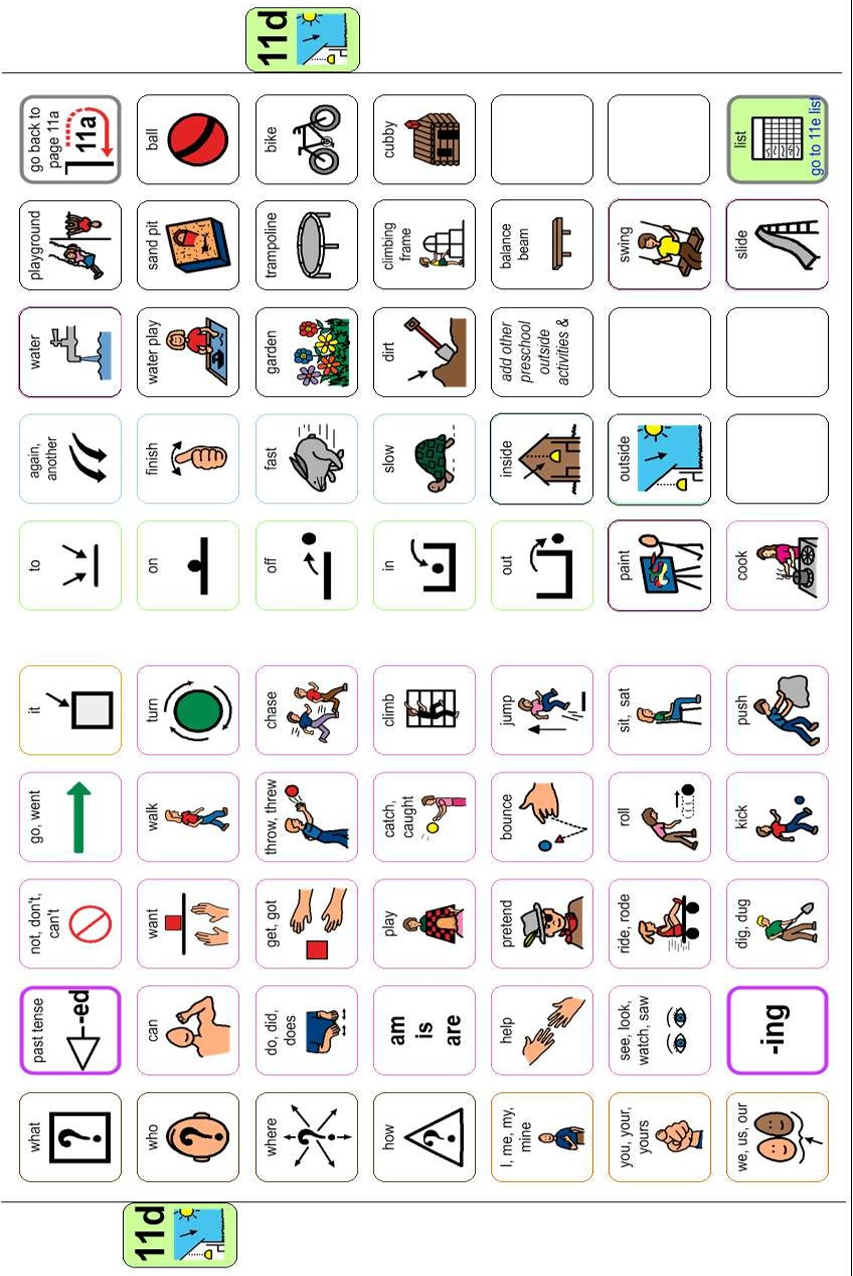 what
past tense
-ed
not, don't,
can't
go, went
it
to
again,
another
water
playground
go back to
page 11a
11a
11d
who
can
want
walk
turn
on
finish
water play
sand pit
ball
where
do, did,
does
get, got
throw, threw
chase
off
fast
garden
trampoline
bike
11d
how
am
is
are
play
catch,
caught
climb
in
slow
dirt
climbing
frame
cubby
I, me, my,
mine
help
pretend
bounce
jump
out
inside
add other
preschool
outside
activities &
balance
beam
you, your,
yours
see, look,
watch, saw
ride, rode
roll
sit, sat
paint
outside
swing
we, us, our
-ing
dig, dug
kick
push
cook
slide
list
go to 11e list